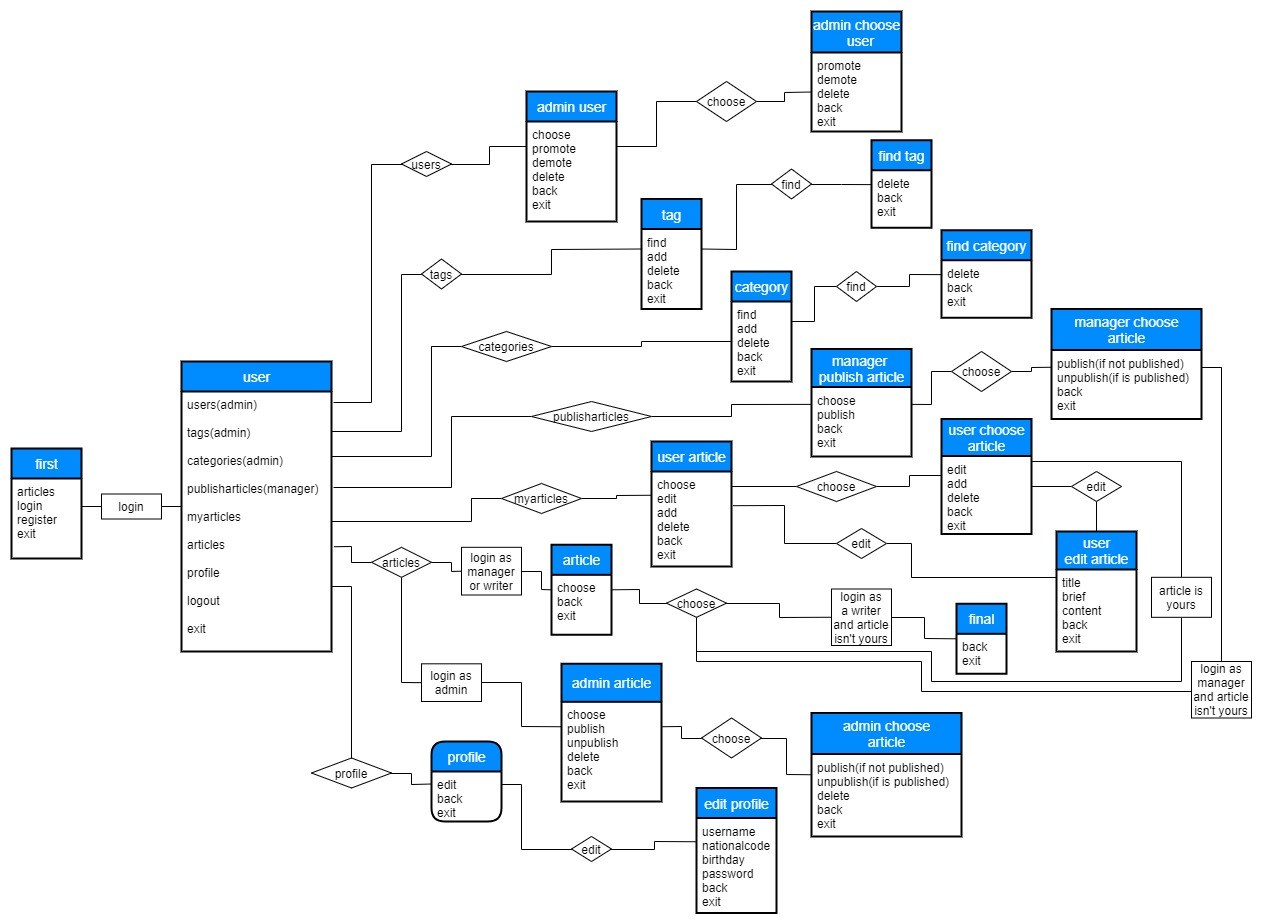 admin choose
user
promote
demote
delete
back
exit
choose
admin user
choose
promote
demote
delete
back
exit
users
find tag
delete
back
exit
find
tag
find
add
delete
back
exit
tags
find category
delete
back
exit
find
category
find
add
delete
back
exit
categories
manager choose
article
publish(if not published)
unpublish(if is published)
back
exit
choose
manager
publish article
choose
publish
back
exit
publisharticles
user
users(admin)
tags(admin)
categories(admin)
publisharticles(manager)
myarticles
articles
profile
logout
exit
first
articles
login
register
exit
login
user choose
article
edit
add
delete
back
exit
choose
user article
choose
edit
add
delete
back
exit
myarticles
edit
edit
user
edit article
title
brief
content
back
exit
article is
yours
articles
login as
manager
or writer
article
choose
back
exit
choose
login as
a writer
and article
isn't yours
final
back
exit
login as
manager
and article
isn't yours
login as
admin
admin article
choose
publish
unpublish
delete
back
exit
choose
admin choose
article
publish(if not published)
unpublish(if is published)
delete
back
exit
profile
profile
edit
back
exit
edit
edit profile
username
nationalcode
birthday
password
back
exit